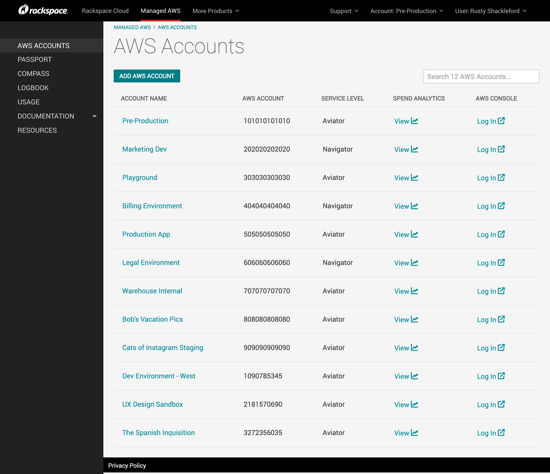 rackspace. Rackspace Cloud Managed AWS More Products Support Account: Pre-Production User: Rusty Shackleford
AWS ACCOUNTS
PASSPORT
COMPASS
LOGBOOK
USAGE
DOCUMENTATION
RESOURCES
MANAGED AWS > AWS ACCOUNTS
AWS Accounts
ADD AWS ACCOUNT Search 12 AWS Accounts...
ACCOUNT NAME AWS ACCOUNT SERVICE LEVEL SPEND ANALYTICS AWS CONSOLE
Pre-Production 101010101010 Aviator View Log In
Marketing Dev 202020202020 Navigator View Log In
Playground 303030303030 Aviator View Log In
Billing Environment 404040404040 Navigator View Log In
Production App 505050505050 Aviator View Log In
Legal Environment 606060606060 Navigator View Log In
Warehouse Internal 707070707070 Aviator View Log In
Bob's Vacation Pics 808080808080 Aviator View Log In
Cats of Instagram Staging 909090909090 Aviator View Log In
Dev Environment - West 1090785345 Aviator View Log In
UX Design Sandbox 2181570690 Aviator View Log In
The Spanish Inquisition 3272356035 Aviator View Log In
Privacy Policy